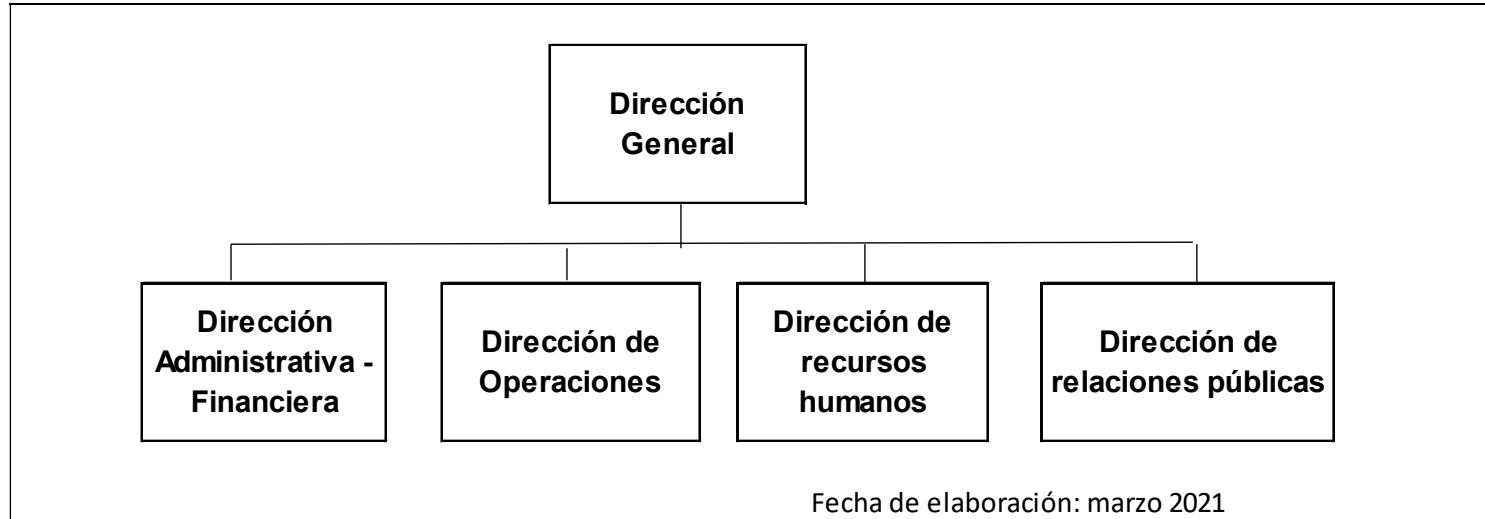 Dirección
General
Dirección
Administrativa -
Financiera
Dirección de
Operaciones
Dirección de
recursos
humanos
Dirección de
relaciones públicas
Fecha de elaboración: marzo 2021